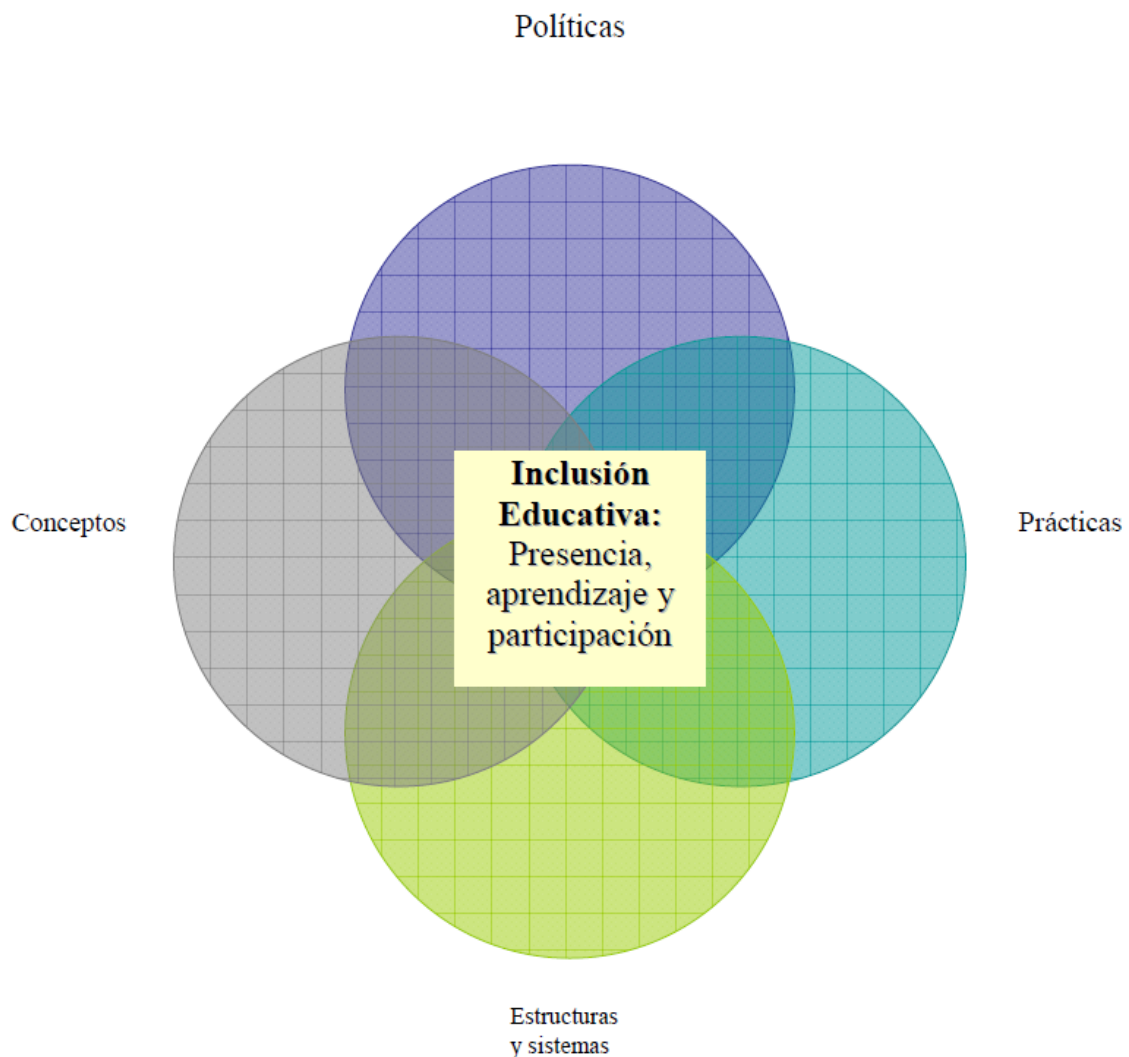 Políticas
Inclusión
Educativa:
Presencia,
aprendizaje y
participación
Conceptos
Prácticas
Estructuras
y sistemas